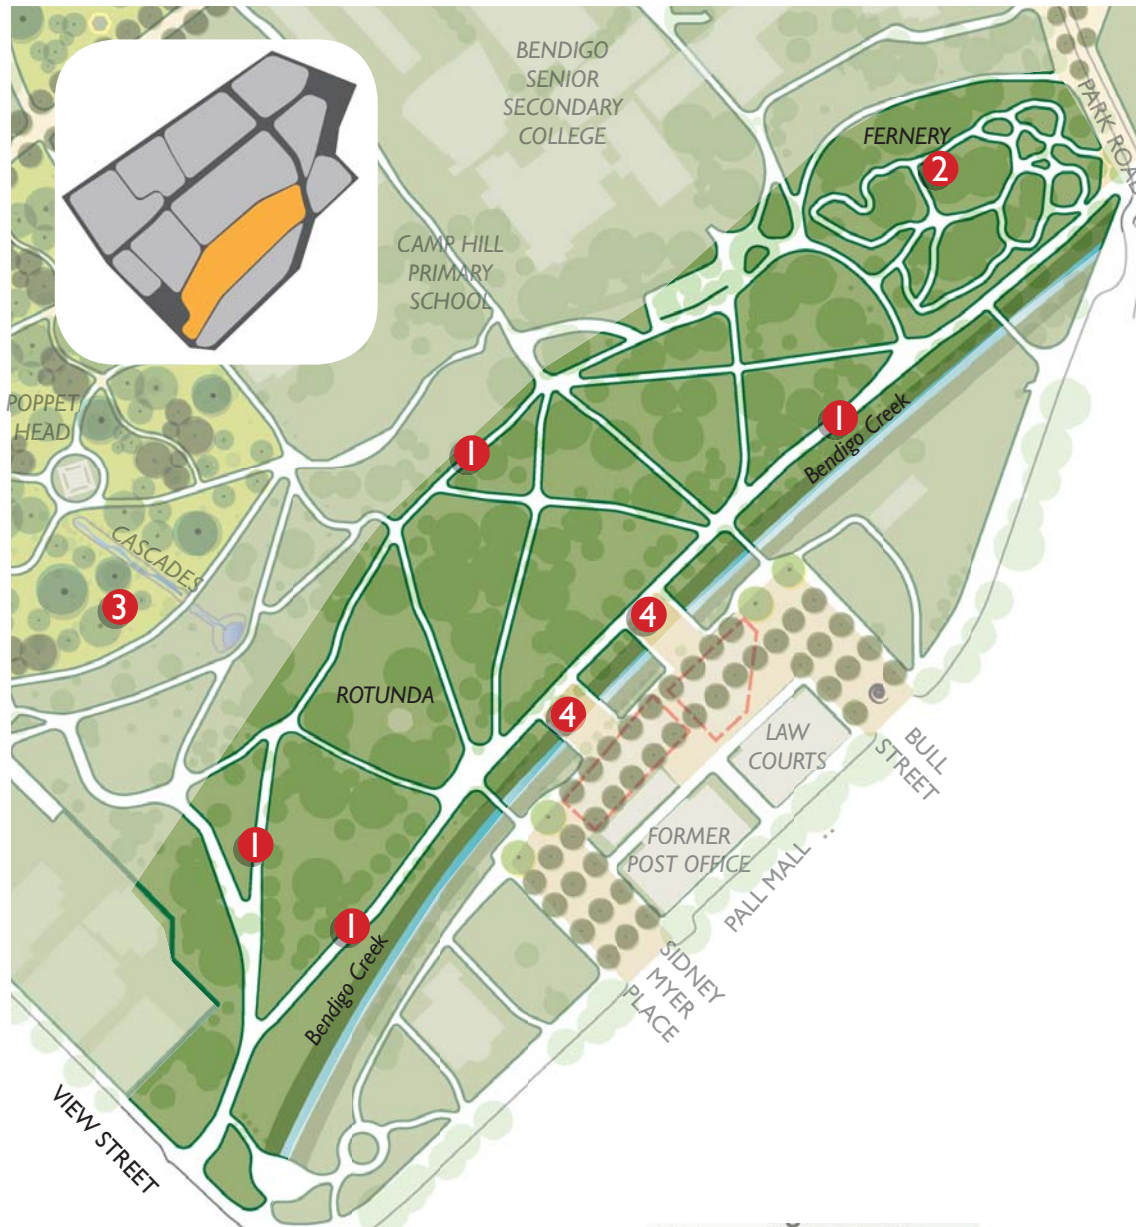 BENDIGO
SENIOR
SECONDARY
COLLEGE
PARK ROAD
FERNERY
2
CAMP HILL
PRIMARY
SCHOOL
POPPET
HEAD
1
1
Bendigo Creek
CASCADES
3
4
ROTUNDA
4
LAW
COURTS
BULL
STREET
FORMER
POST OFFICE
PALL MALL
1
1
Bendigo Creek
SIDNEY
MYER
PLACE
VIEW STREET